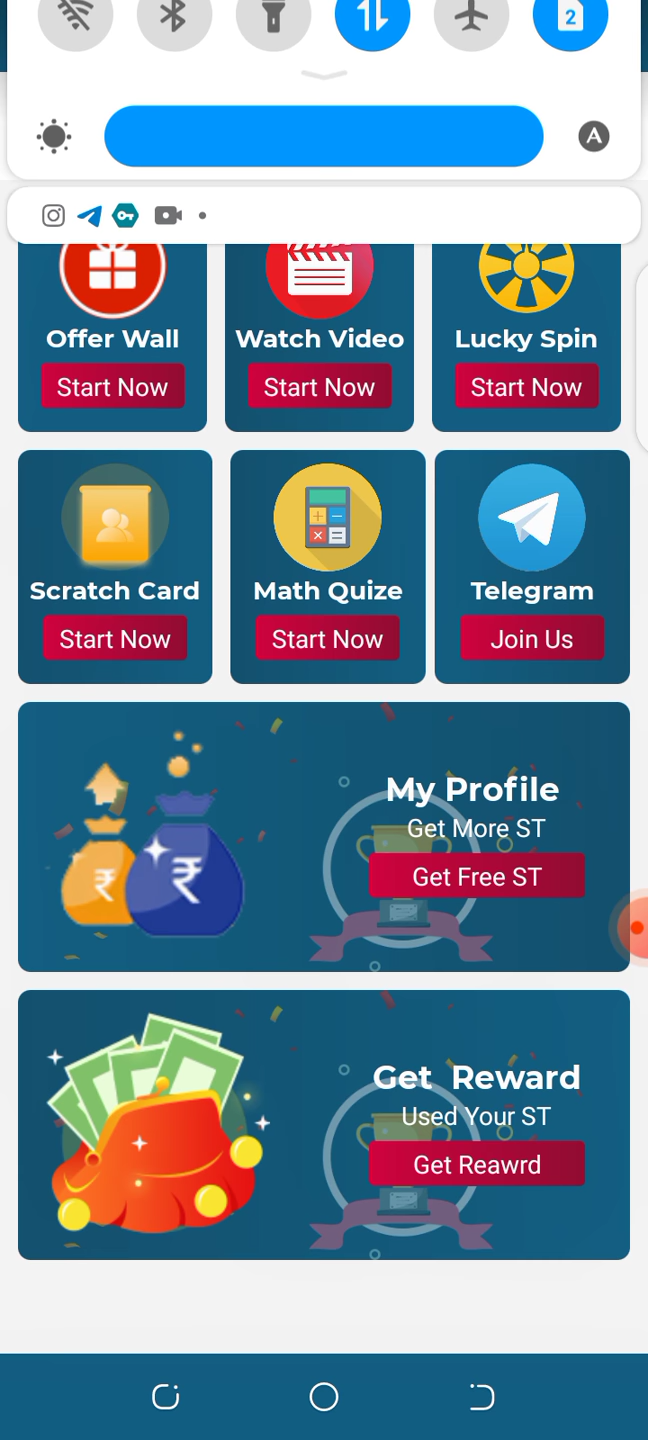 2
A
Offer Wall
Watch Video
Lucky Spin
Start Now
Start Now
Start Now
Scratch Card
Math Quize
Telegram
Start Now
Start Now
Join Us
My Profile
Get More ST
Get Free ST
₹
₹
Get Reward
Used Your ST
Get Reawrd